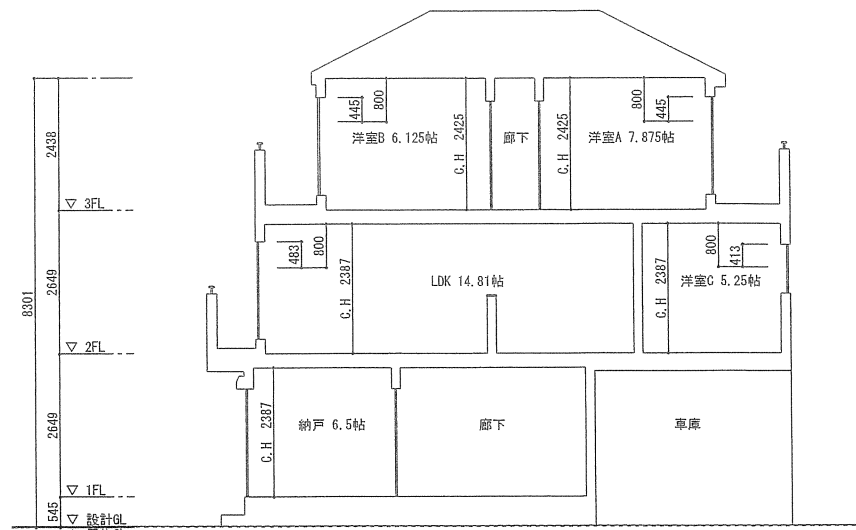 445
800
洋室B 6.125帖
C.H 2425
廊下
C.H 2425
洋室A 7.875帖
800
445
2438
▽ 3FL
483
800
C.H 2387
LDK 14.81帖
C.H 2387
800
413
洋室C 5.25帖
8301
2649
▽ 2FL
C.H 2387
納戸 6.5帖
廊下
車庫
2649
▽ 1FL
545
▽ 設計GL